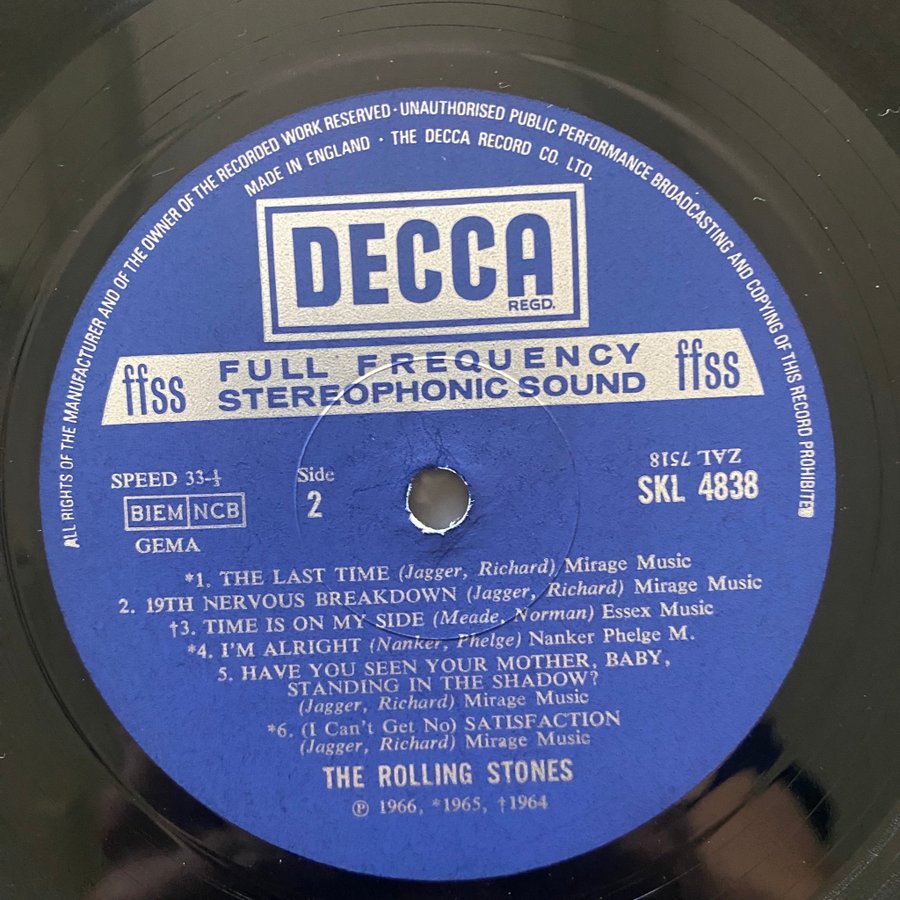 ALL RIGHTS OF THE MANUFACTURER AND OF THE OWNER OF THE RECORDED WORK RESERVED · UNAUTHORISED PUBLIC PERFORMANCE BROADCASTING AND COPYING OF THIS RECORD PROHIBITED
MADE IN ENGLAND · THE DECCA RECORD CO. LTD.
DECCA
REGD.
ffss FULL FREQUENCY STEREOPHONIC SOUND ffss
SPEED 33-⅓
BIEM NCB
GEMA
Side
2
ZAL 7518
SKL 4838
*1. THE LAST TIME (Jagger, Richard) Mirage Music
2. 19TH NERVOUS BREAKDOWN (Jagger, Richard) Mirage Music
†3. TIME IS ON MY SIDE (Meade, Norman) Essex Music
*4. I'M ALRIGHT (Nanker, Phelge) Nanker Phelge M.
5. HAVE YOU SEEN YOUR MOTHER, BABY,
STANDING IN THE SHADOW?
(Jagger, Richard) Mirage Music
*6. (I Can't Get No) SATISFACTION
(Jagger, Richard) Mirage Music
THE ROLLING STONES
℗ 1966, *1965, †1964